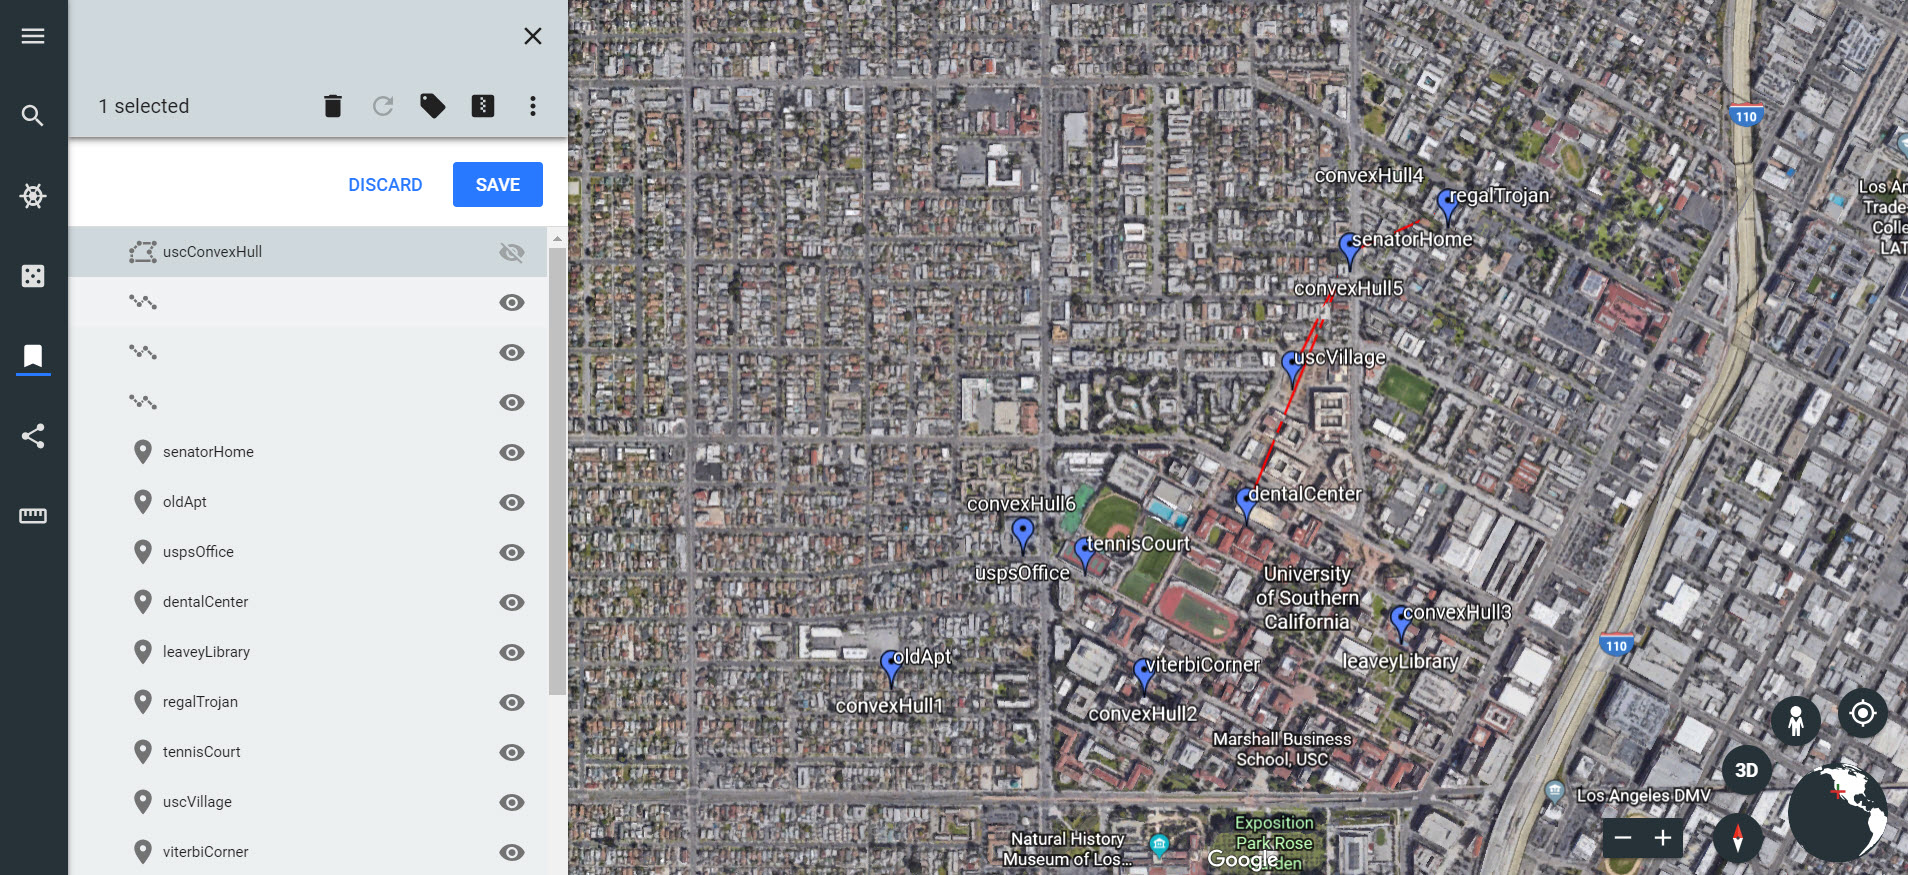 1 selected
DISCARD
SAVE
uscConvexHull
senatorHome
oldApt
uspsOffice
dentalCenter
leaveyLibrary
regalTrojan
tennisCourt
uscVillage
viterbiCorner
110
convexHull4
regalTrojan
Los An
Trade-
Colle
LAT
senatorHome
convexHull5
uscVillage
dentalCenter
convexHull6
tennisCourt
uspsOffice
University
of Southern
California
convexHull3
leaveyLibrary
110
oldApt
convexHull1
viterbiCorner
convexHull2
Marshall Business
School, USC
3D
Los Angeles DMV
Natural History
Museum of Los...
Exposition
Park Rose
Google